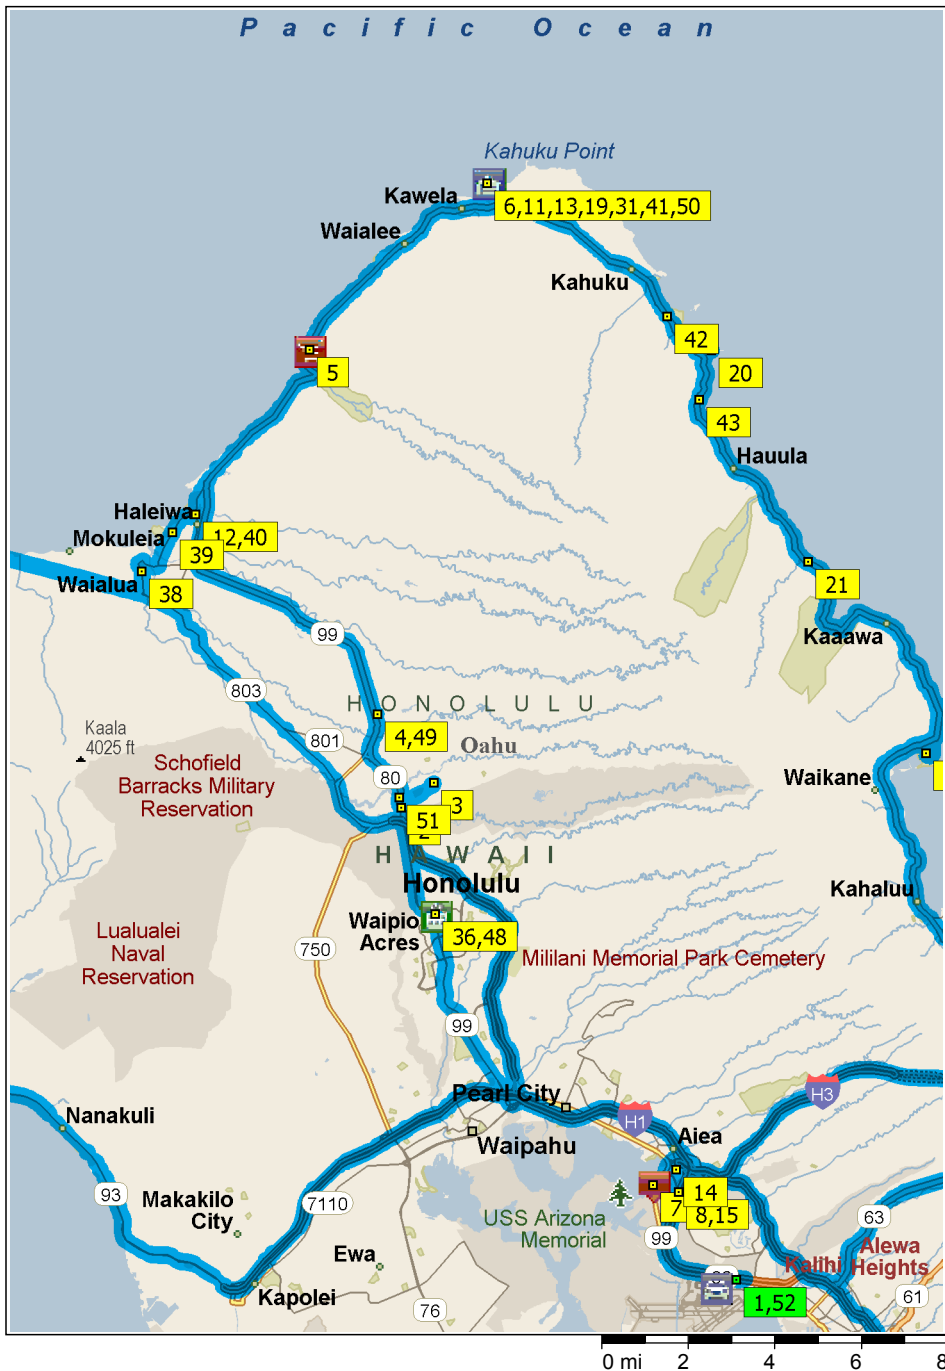 Pacific Ocean
Kahuku Point
Kawela
6,11,13,19,31,41,50
Waialee
Kahuku
42
5
20
43
Hauula
Haleiwa
12,40
Mokuleia
39
Waialua
38
21
Kaaawa
99
803
HONOLULU
Kaala
4025 ft
801
4,49
Oahu
Schofield
Barracks Military
Reservation
80
Waikane
3
51
2
HAWAII
Honolulu
Kahaluu
Waipio
Acres
36,48
Lualualei
Naval
Reservation
750
Mililani Memorial Park Cemetery
99
Pearl City
H3
Nanakuli
H1
Aiea
Waipahu
14
93
7110
7
8,15
Makakilo
City
USS Arizona
Memorial
99
63
Ewa
Kalihi
Alewa
Heights
Kapolei
1,52
76
61
0 mi 2 4 6 8